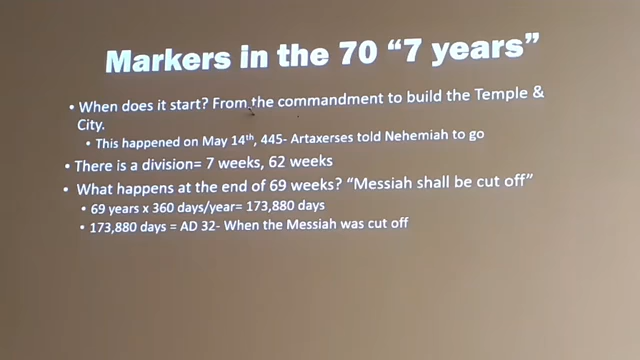 Markers in the 70 “7 years”
• When does it start? From the commandment to build the Temple &
City.
• This happened on May 14th, 445- Artaxerses told Nehemiah to go
• There is a division= 7 weeks, 62 weeks
• What happens at the end of 69 weeks? “Messiah shall be cut off”
• 69 years x 360 days/year= 173,880 days
• 173,880 days = AD 32- When the Messiah was cut off